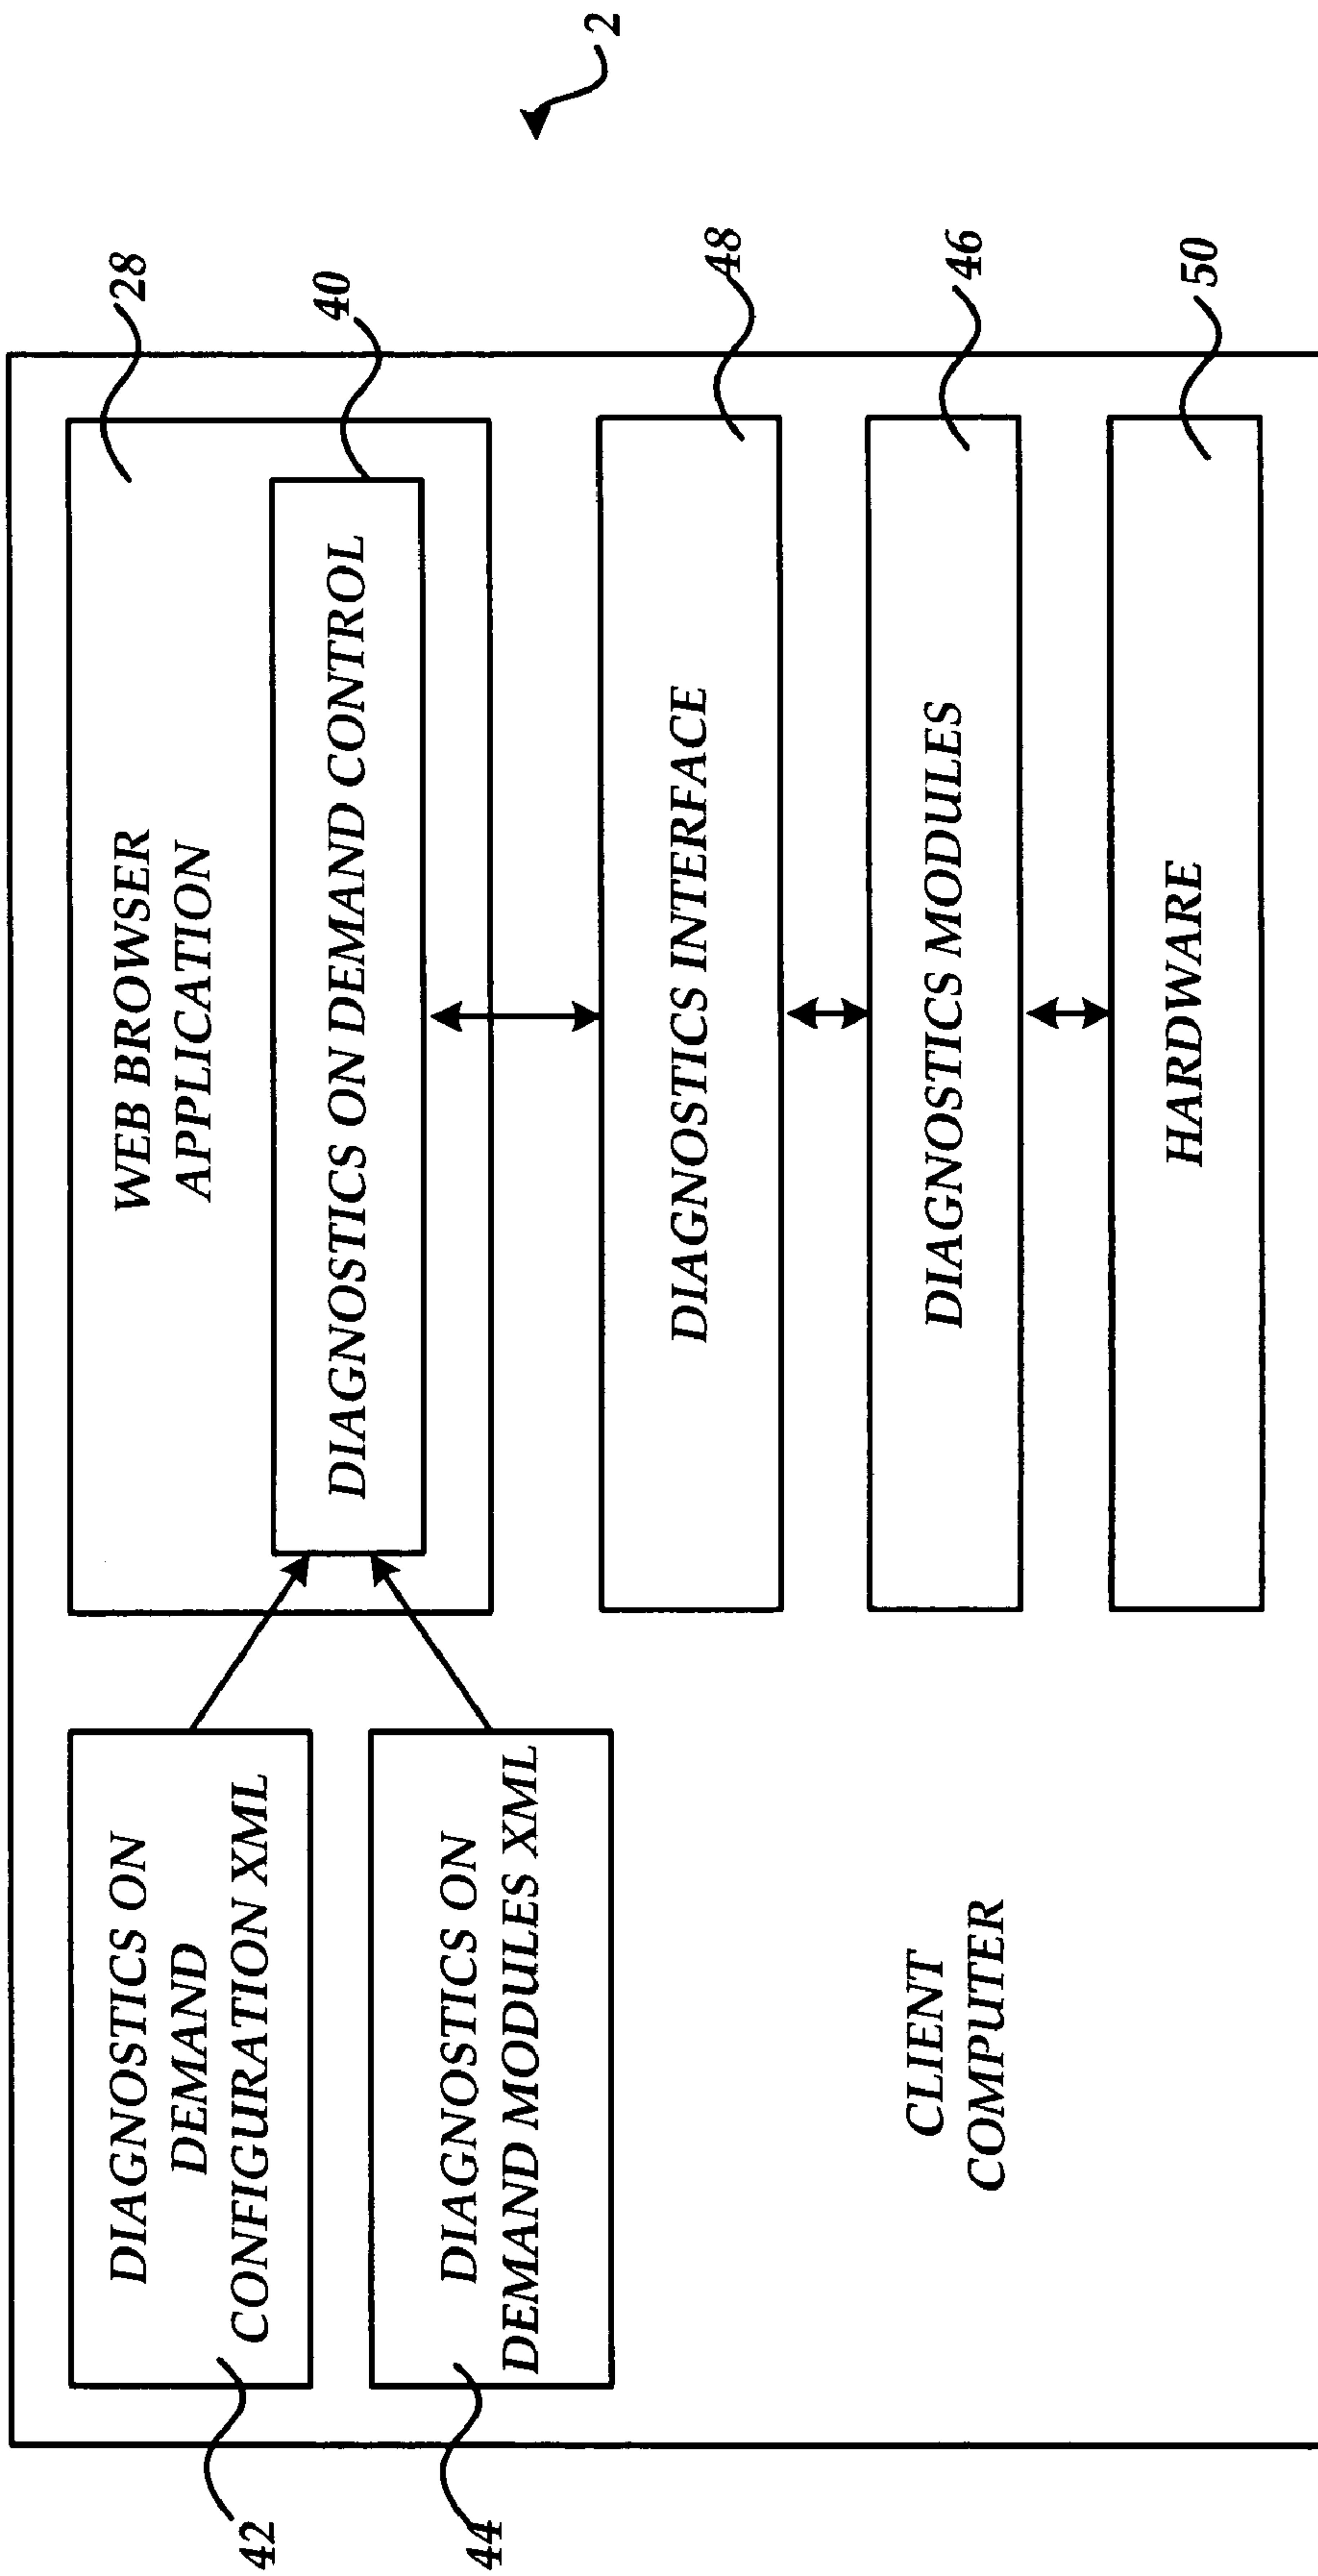 2
28
WEB BROWSER
APPLICATION
40
DIAGNOSTICS ON DEMAND CONTROL
42
DIAGNOSTICS ON
DEMAND
CONFIGURATION XML
44
DIAGNOSTICS ON
DEMAND MODULES XML
48
DIAGNOSTICS INTERFACE
46
DIAGNOSTICS MODULES
50
HARDWARE
CLIENT
COMPUTER